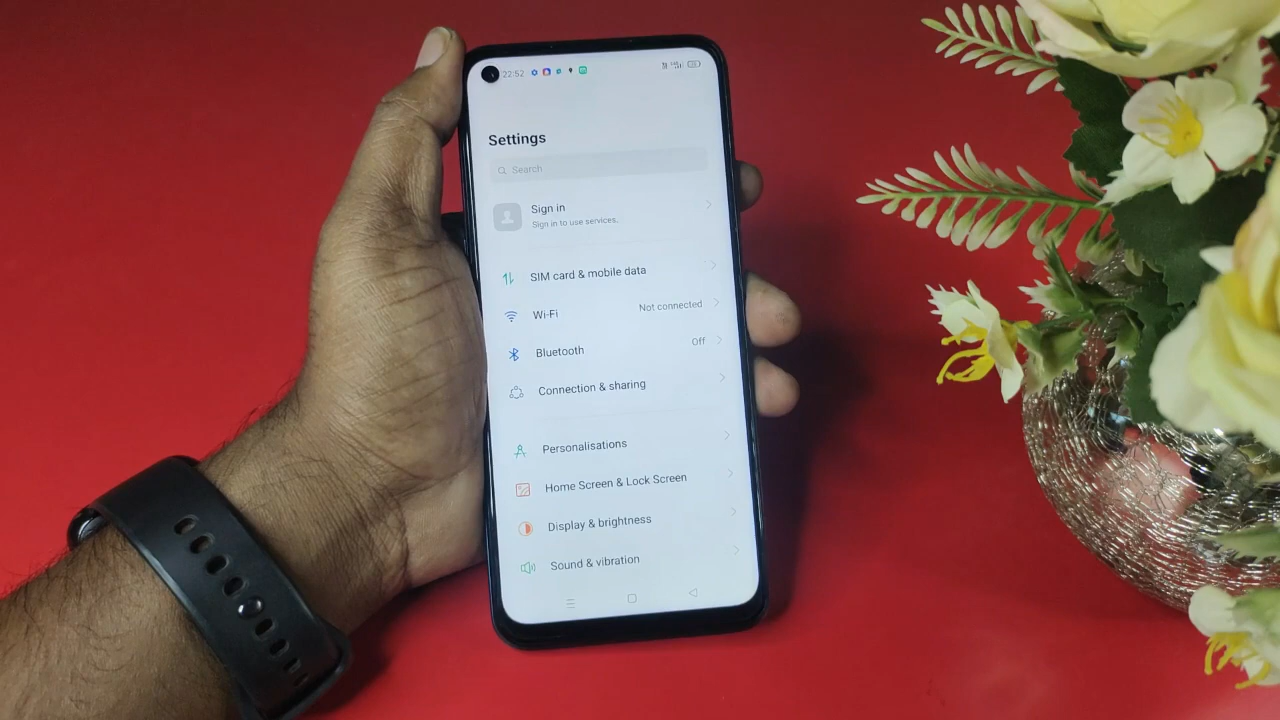 22:52
Settings
Search
Sign in
Sign in to use services.
SIM card & mobile data
Wi-Fi
Not connected
Bluetooth
Off
Connection & sharing
Personalisations
Home Screen & Lock Screen
Display & brightness
Sound & vibration